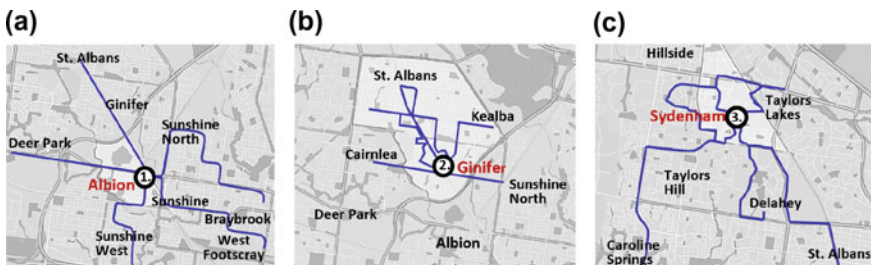 (a)
St. Albans
Ginifer
Sunshine
North
Deer Park
Albion
1.
Sunshine
Braybrook
Sunshine
West
West
Footscray
(b)
St. Albans
Kealba
Cairnlea
2.
Ginifer
Sunshine
North
Deer Park
Albion
(c)
Hillside
Taylors
Lakes
Sydenham
3.
Taylors
Hill
Delahey
Caroline
Springs
St. Albans